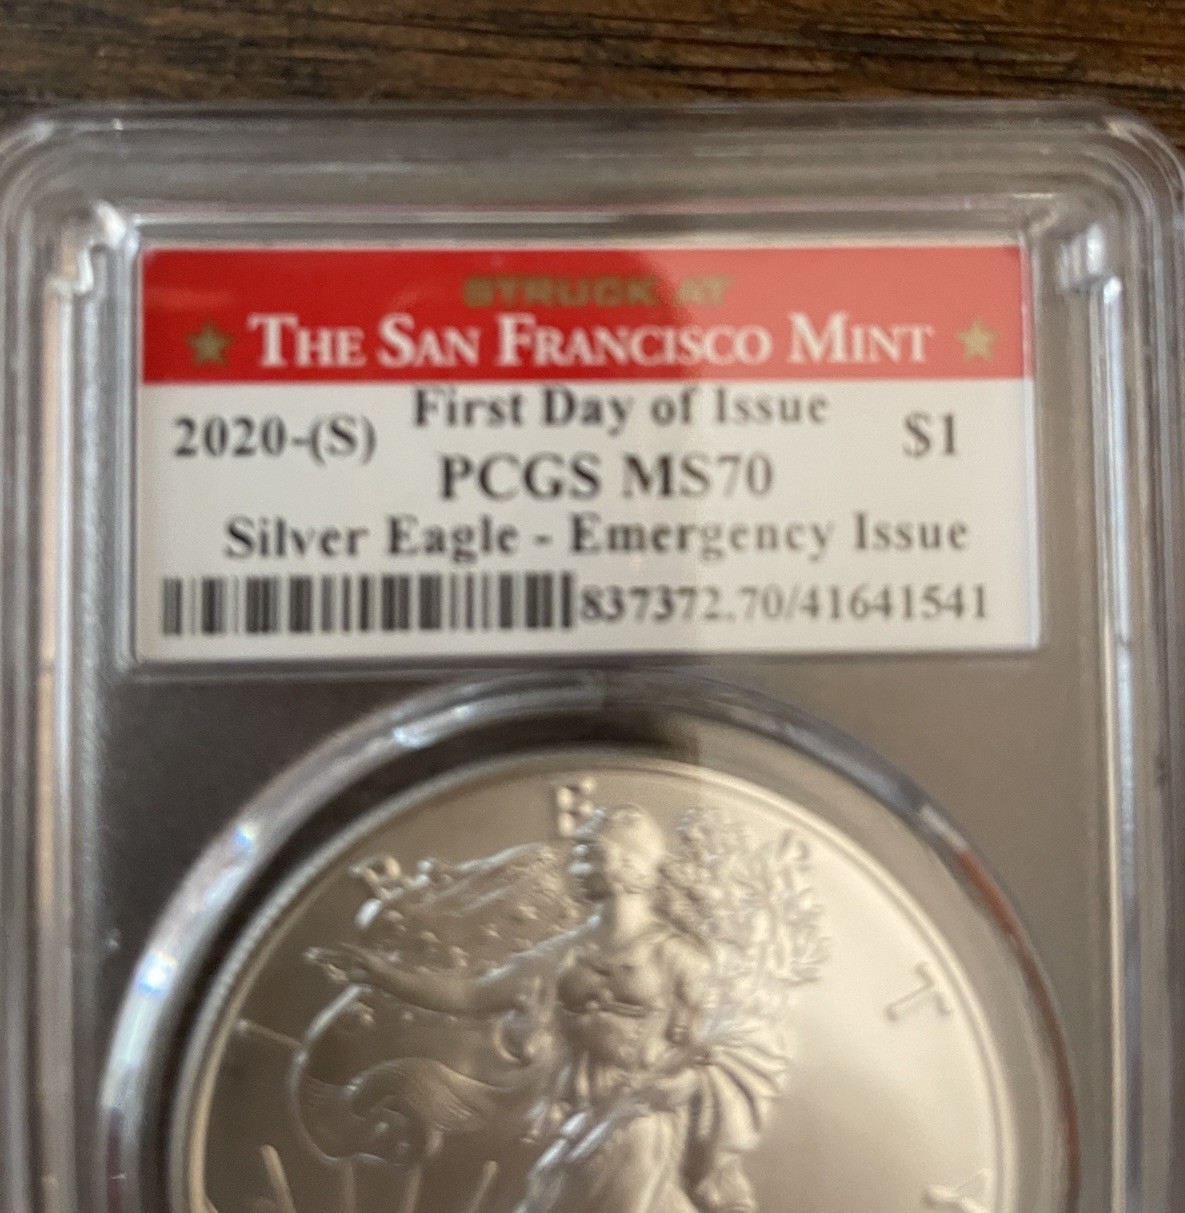 STRUCK AT
THE SAN FRANCISCO MINT
First Day of Issue
2020-(S) $1
PCGS MS70
Silver Eagle - Emergency Issue
837372.70/41641541
L I B E R T Y